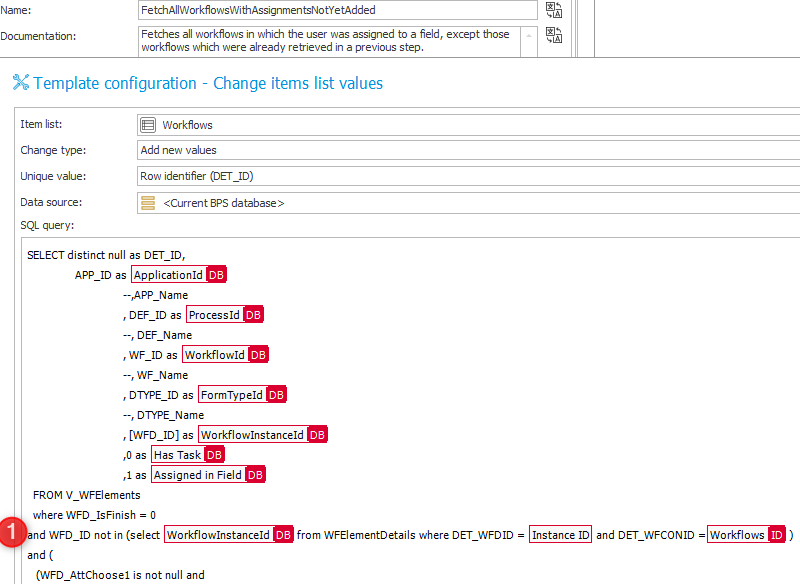 Name: FetchAllWorkflowsWithAssignmentsNotYetAdded
Documentation: Fetches all workflows in which the user was assigned to a field, except those
workflows which were already retrieved in a previous step.
Template configuration - Change items list values
Item list: Workflows
Change type: Add new values
Unique value: Row identifier (DET_ID)
Data source: <Current BPS database>
SQL query:
SELECT distinct null as DET_ID,
APP_ID as ApplicationId DB
--,APP_Name
, DEF_ID as ProcessId DB
--, DEF_Name
, WF_ID as WorkflowId DB
--, WF_Name
, DTYPE_ID as FormTypeId DB
--, DTYPE_Name
, [WFD_ID] as WorkflowInstanceId DB
,0 as Has Task DB
,1 as Assigned in Field DB
FROM V_WFElements
where WFD_IsFinish = 0
1 and WFD_ID not in (select WorkflowInstanceId DB from WFElementDetails where DET_WFDID = Instance ID and DET_WFCONID = Workflows ID )
and (
(WFD_AttChoose1 is not null and